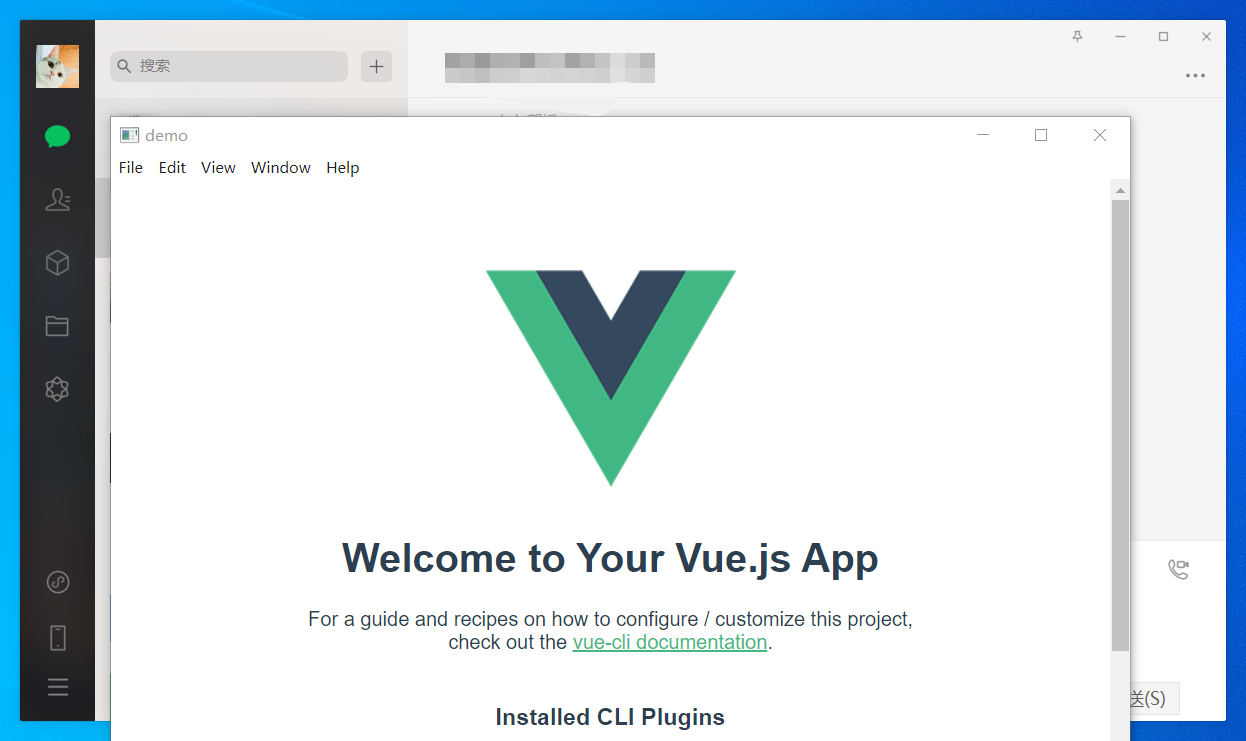 搜索
demo
File Edit View Window Help
Welcome to Your Vue.js App
For a guide and recipes on how to configure / customize this project,
check out the vue-cli documentation.
Installed CLI Plugins
送(S)